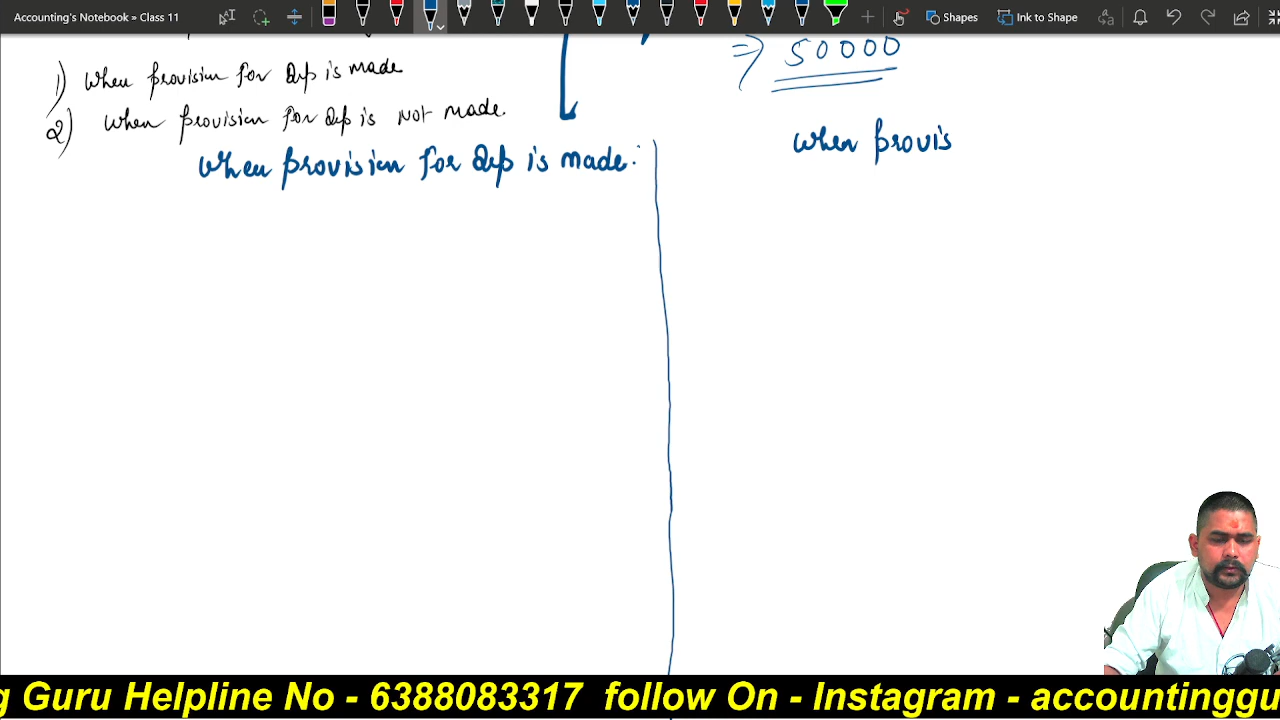 Accounting's Notebook » Class 11
Shapes
Ink to Shape
⇒ 50000
1) When provision for Dep is made
2) When provision for Dep is not made.
When provision for Dep is made:
When provis
g Guru Helpline No - 6388083317 follow On - Instagram - accountinggu